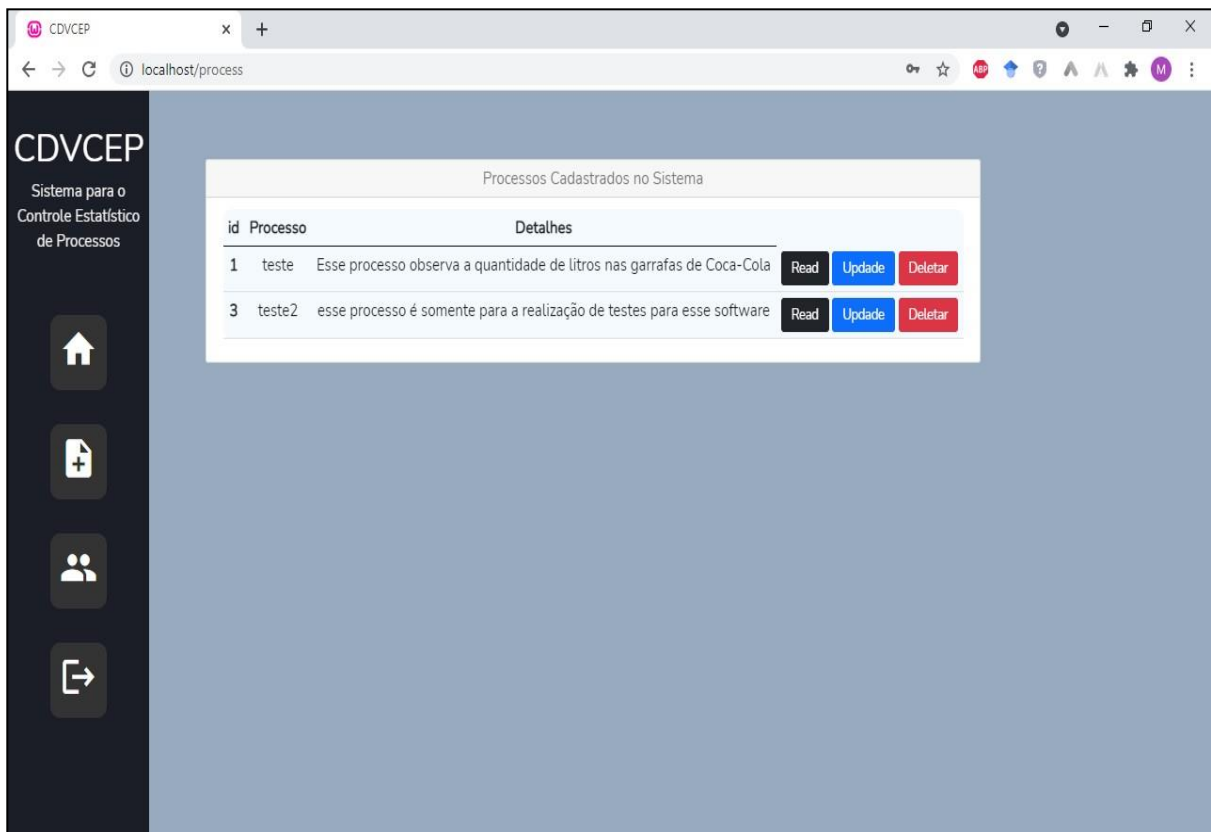 CDVCEP
localhost/process
ABP
M
CDVCEP
Sistema para o
Controle Estatístico
de Processos
Processos Cadastrados no Sistema
id Processo Detalhes
1 teste Esse processo observa a quantidade de litros nas garrafas de Coca-Cola Read Updade Deletar
3 teste2 esse processo é somente para a realização de testes para esse software Read Updade Deletar